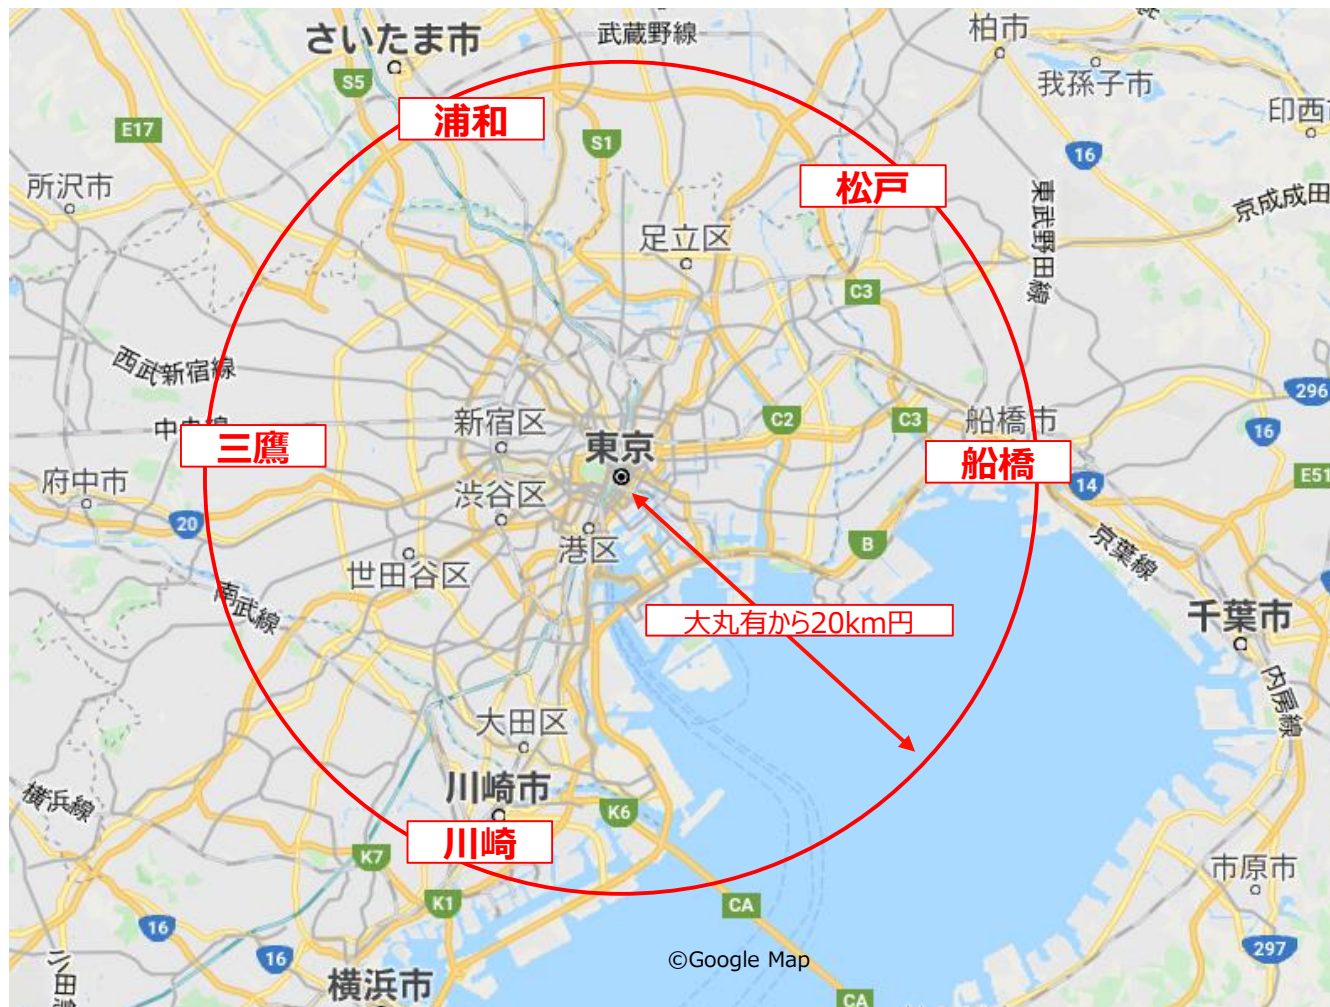 さいたま市
武蔵野線
柏市
我孫子市
印西
S5
浦和
E17
S1
16
所沢市
松戸
東武野田線
京成成田
足立区
C3
西武新宿線
296
中央線
新宿区
C2
C3
船橋市
16
三鷹
東京
船橋
府中市
渋谷区
14
E51
20
港区
B
京葉線
世田谷区
南武線
大丸有から20km円
千葉市
内房線
大田区
川崎市
横浜線
K6
川崎
K7
市原市
K1
CA
16
16
©Google Map
297
横浜市
CA